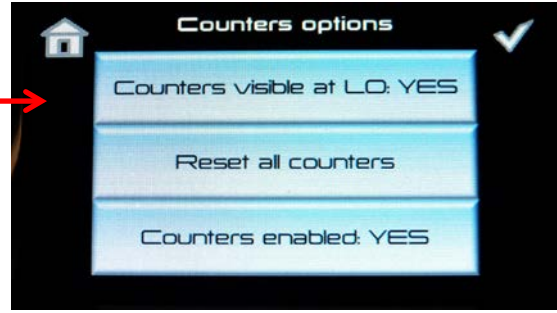 Counters options
Counters visible at LO: YES
Reset all counters
Counters enabled: YES